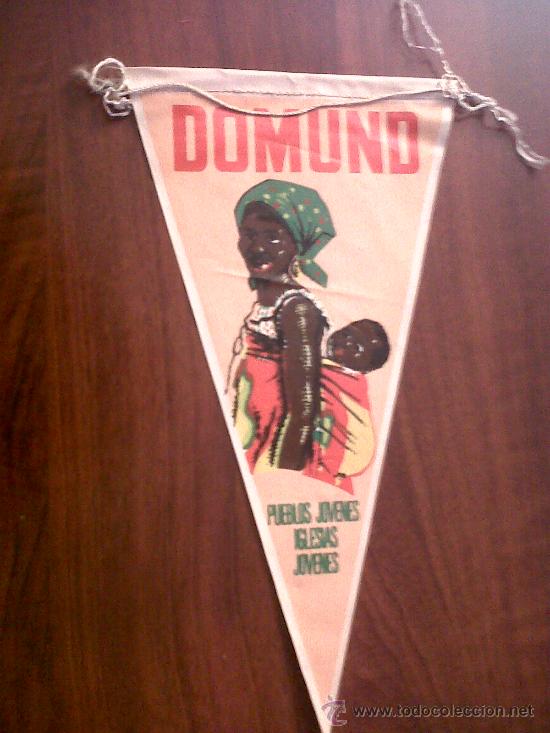 DOMUND
PUEBLOS JOVENES
IGLESIAS
JOVENES
www.todocoleccion.net